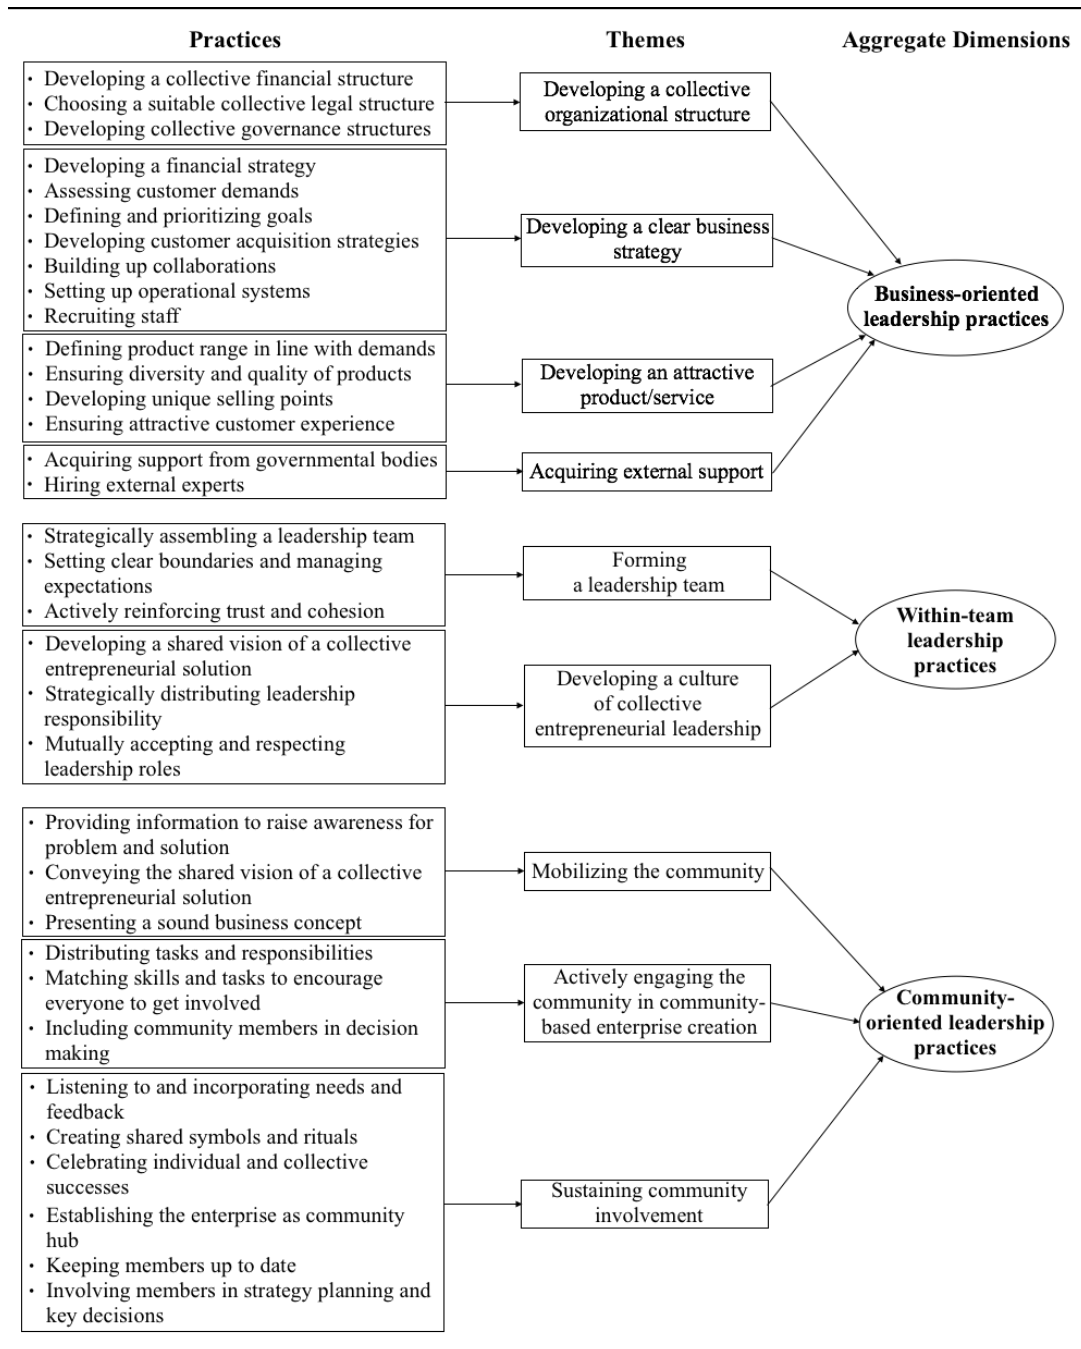 Practices
Themes
Aggregate Dimensions
• Developing a collective financial structure
• Choosing a suitable collective legal structure
• Developing collective governance structures
Developing a collective
organizational structure
• Developing a financial strategy
• Assessing customer demands
• Defining and prioritizing goals
• Developing customer acquisition strategies
• Building up collaborations
• Setting up operational systems
• Recruiting staff
Developing a clear business
strategy
• Defining product range in line with demands
• Ensuring diversity and quality of products
• Developing unique selling points
• Ensuring attractive customer experience
Developing an attractive
product/service
• Acquiring support from governmental bodies
• Hiring external experts
Acquiring external support
Business-oriented
leadership practices
• Strategically assembling a leadership team
• Setting clear boundaries and managing
expectations
• Actively reinforcing trust and cohesion
Forming
a leadership team
• Developing a shared vision of a collective
entrepreneurial solution
• Strategically distributing leadership
responsibility
• Mutually accepting and respecting
leadership roles
Developing a culture
of collective
entrepreneurial leadership
Within-team
leadership
practices
• Providing information to raise awareness for
problem and solution
• Conveying the shared vision of a collective
entrepreneurial solution
• Presenting a sound business concept
Mobilizing the community
• Distributing tasks and responsibilities
• Matching skills and tasks to encourage
everyone to get involved
• Including community members in decision
making
Actively engaging the
community in community-
based enterprise creation
• Listening to and incorporating needs and
feedback
• Creating shared symbols and rituals
• Celebrating individual and collective
successes
• Establishing the enterprise as community
hub
• Keeping members up to date
• Involving members in strategy planning and
key decisions
Sustaining community
involvement
Community-
oriented leadership
practices